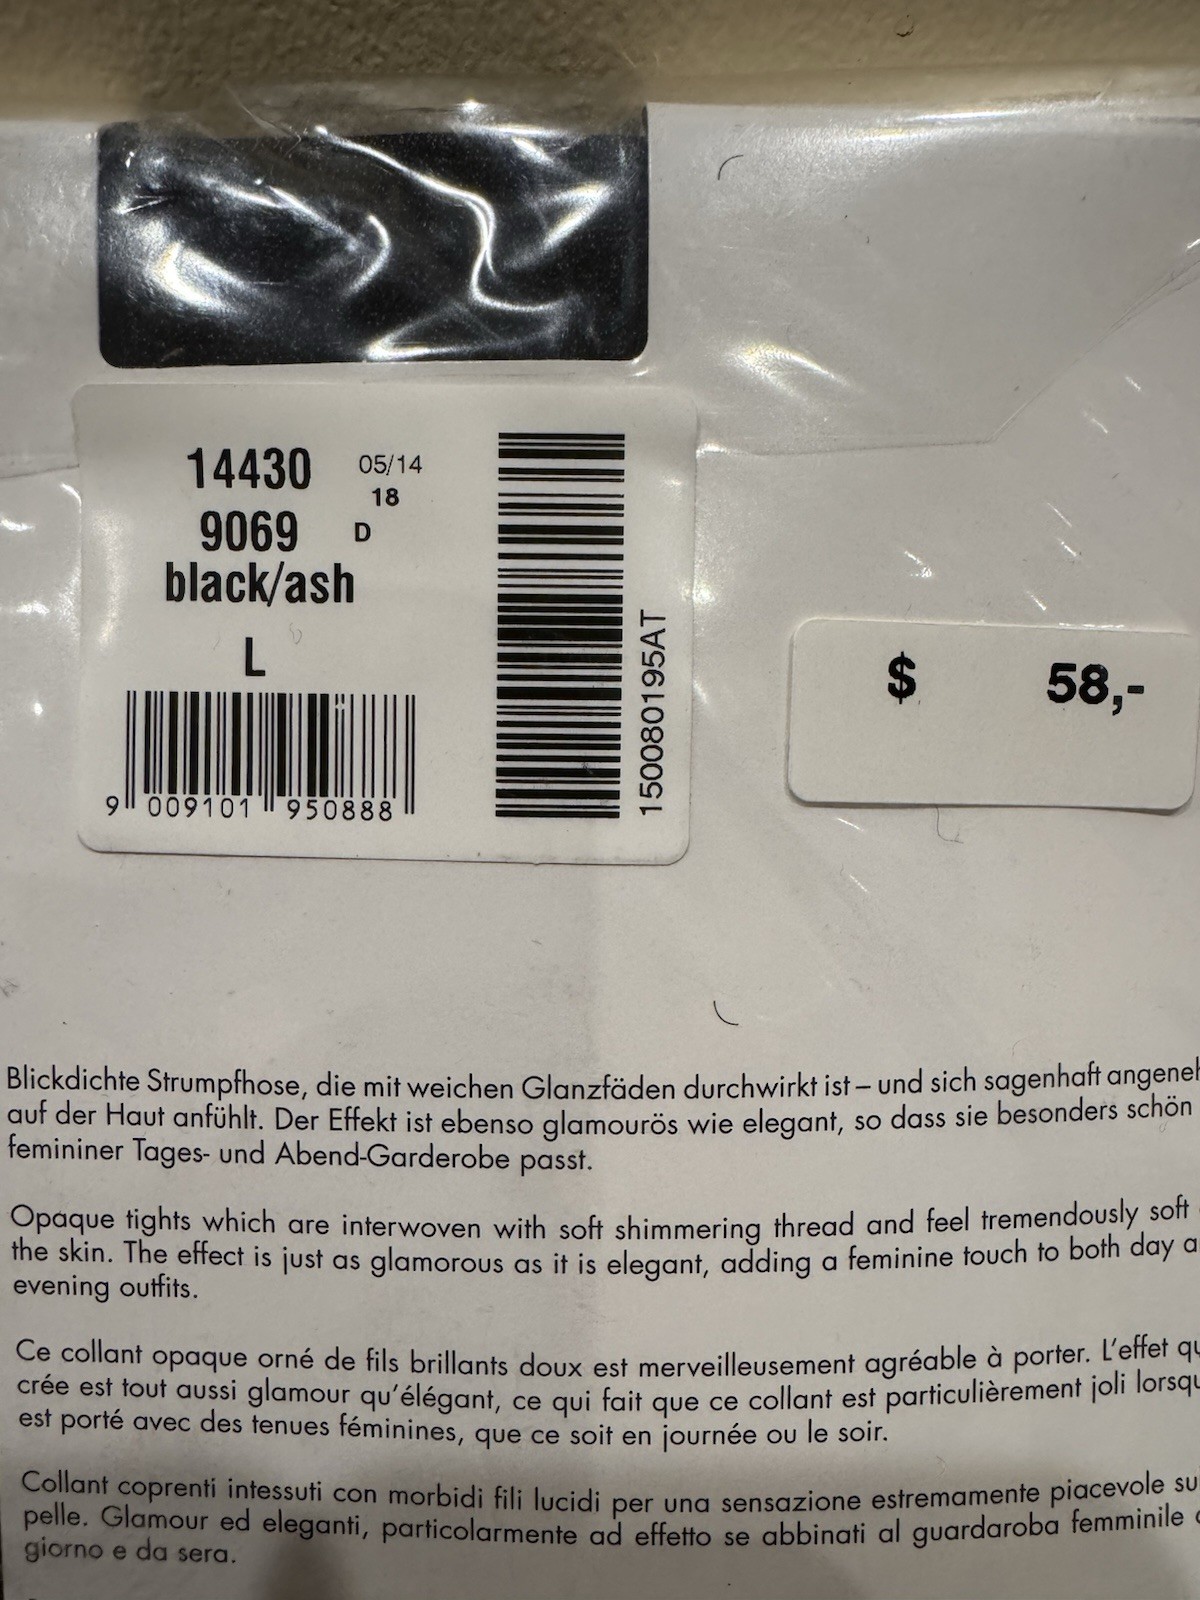 14430 05/14
18
9069 D
black/ash
L
9 009101 950888
150080195AT
$ 58,-
Blickdichte Strumpfhose, die mit weichen Glanzfäden durchwirkt ist – und sich sagenhaft
auf der Haut anfühlt. Der Effekt ist ebenso glamourös wie elegant, so dass sie besonders schön
femininer Tages- und Abend-Garderobe passt.
Opaque tights which are interwoven with soft shimmering thread and feel tremendously soft
the skin. The effect is just as glamorous as it is elegant, adding a feminine touch to both day
evening outfits.
Ce collant opaque orné de fils brillants doux est merveilleusement agréable à porter. L'effet
crée est tout aussi glamour qu'élégant, ce qui fait que ce collant est particulièrement joli
est porté avec des tenues féminines, que ce soit en journée ou le soir.
Collant coprenti intessuti con morbidi fili lucidi per una sensazione estremamente piacevole
pelle. Glamour ed eleganti, particolarmente ad effetto se abbinati al guardaroba femminile
giorno e da sera.